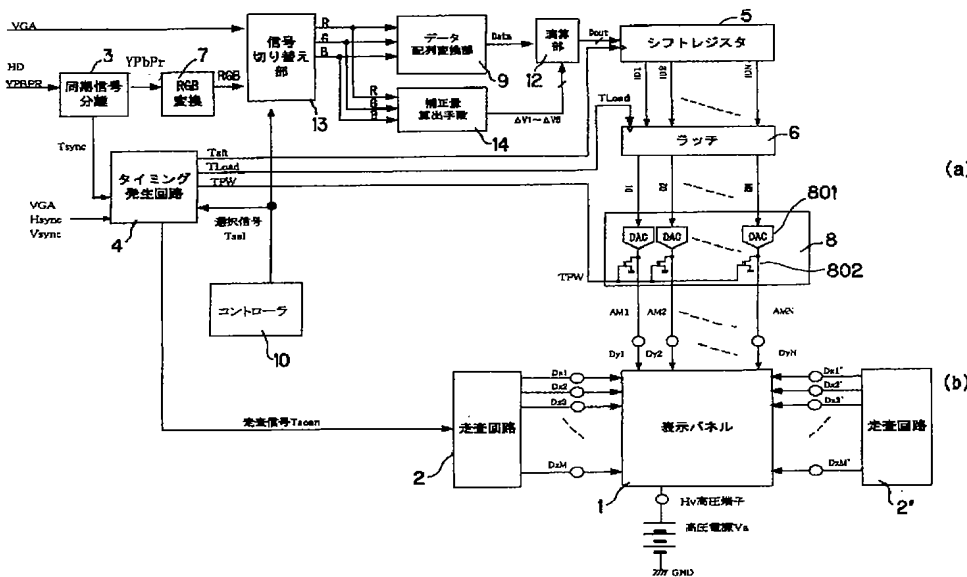 VGA
HD
YPBPR
3
同期信号
分離
YPbPr
7
RGB
変換
RGB
信号
切り替え
部
13
R
G
B
データ
配列変換部
9
Data
演算
部
12
Dout
5
シフトレジスタ
R
G
B
補正量
算出手段
14
TLoad
ID1
IDN
ラッチ
6
Tsync
タイミング
発生回路
4
Tsft
TLoad
TPW
VGA
Hsync
Vsync
選択信号
Tsel
コントローラ
10
DAC
DAC
DAC
801
8
802
TPW
AM1
AM2
AMN
Dy1
Dy2
DyN
(a)
(b)
走査信号Tscan
走査回路
2
Dx1
Dx2
Dx3
DxM
表示パネル
1
Dx1'
Dx2'
Dx3'
DxM'
走査回路
2'
Hv高圧端子
高圧電源Va
GND